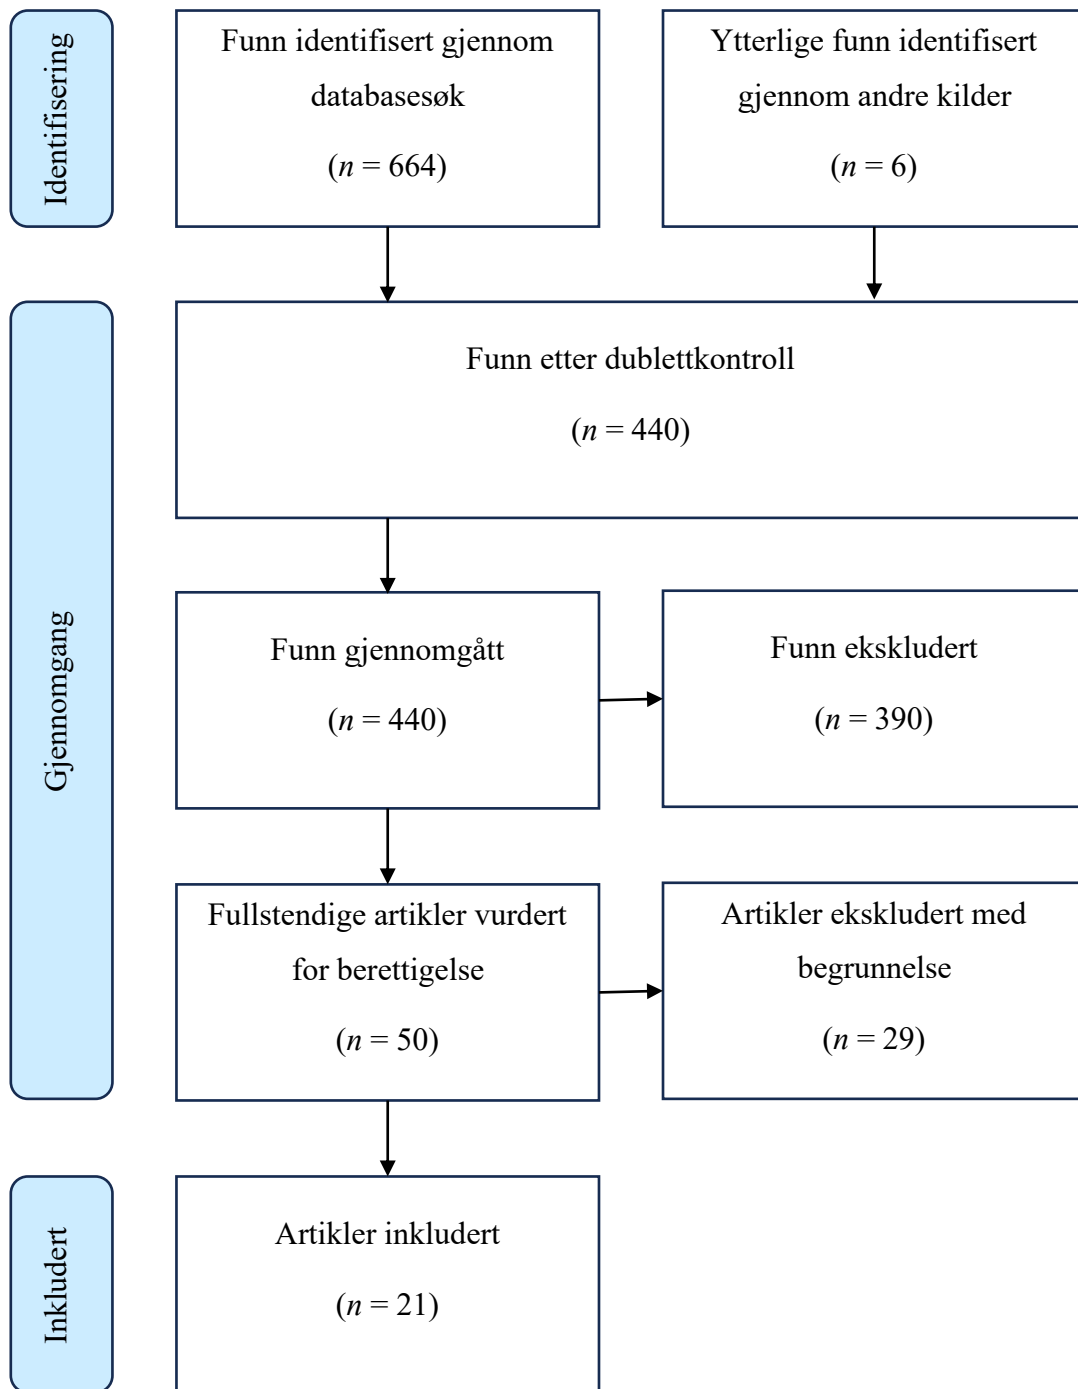 Identifisering
Funn identifisert gjennom
databasesøk
(n = 664)
Ytterlige funn identifisert
gjennom andre kilder
(n = 6)
Gjennomgang
Funn etter dublettkontroll
(n = 440)
Funn gjennomgått
(n = 440)
Funn ekskludert
(n = 390)
Fullstendige artikler vurdert
for berettigelse
(n = 50)
Artikler ekskludert med
begrunnelse
(n = 29)
Inkludert
Artikler inkludert
(n = 21)